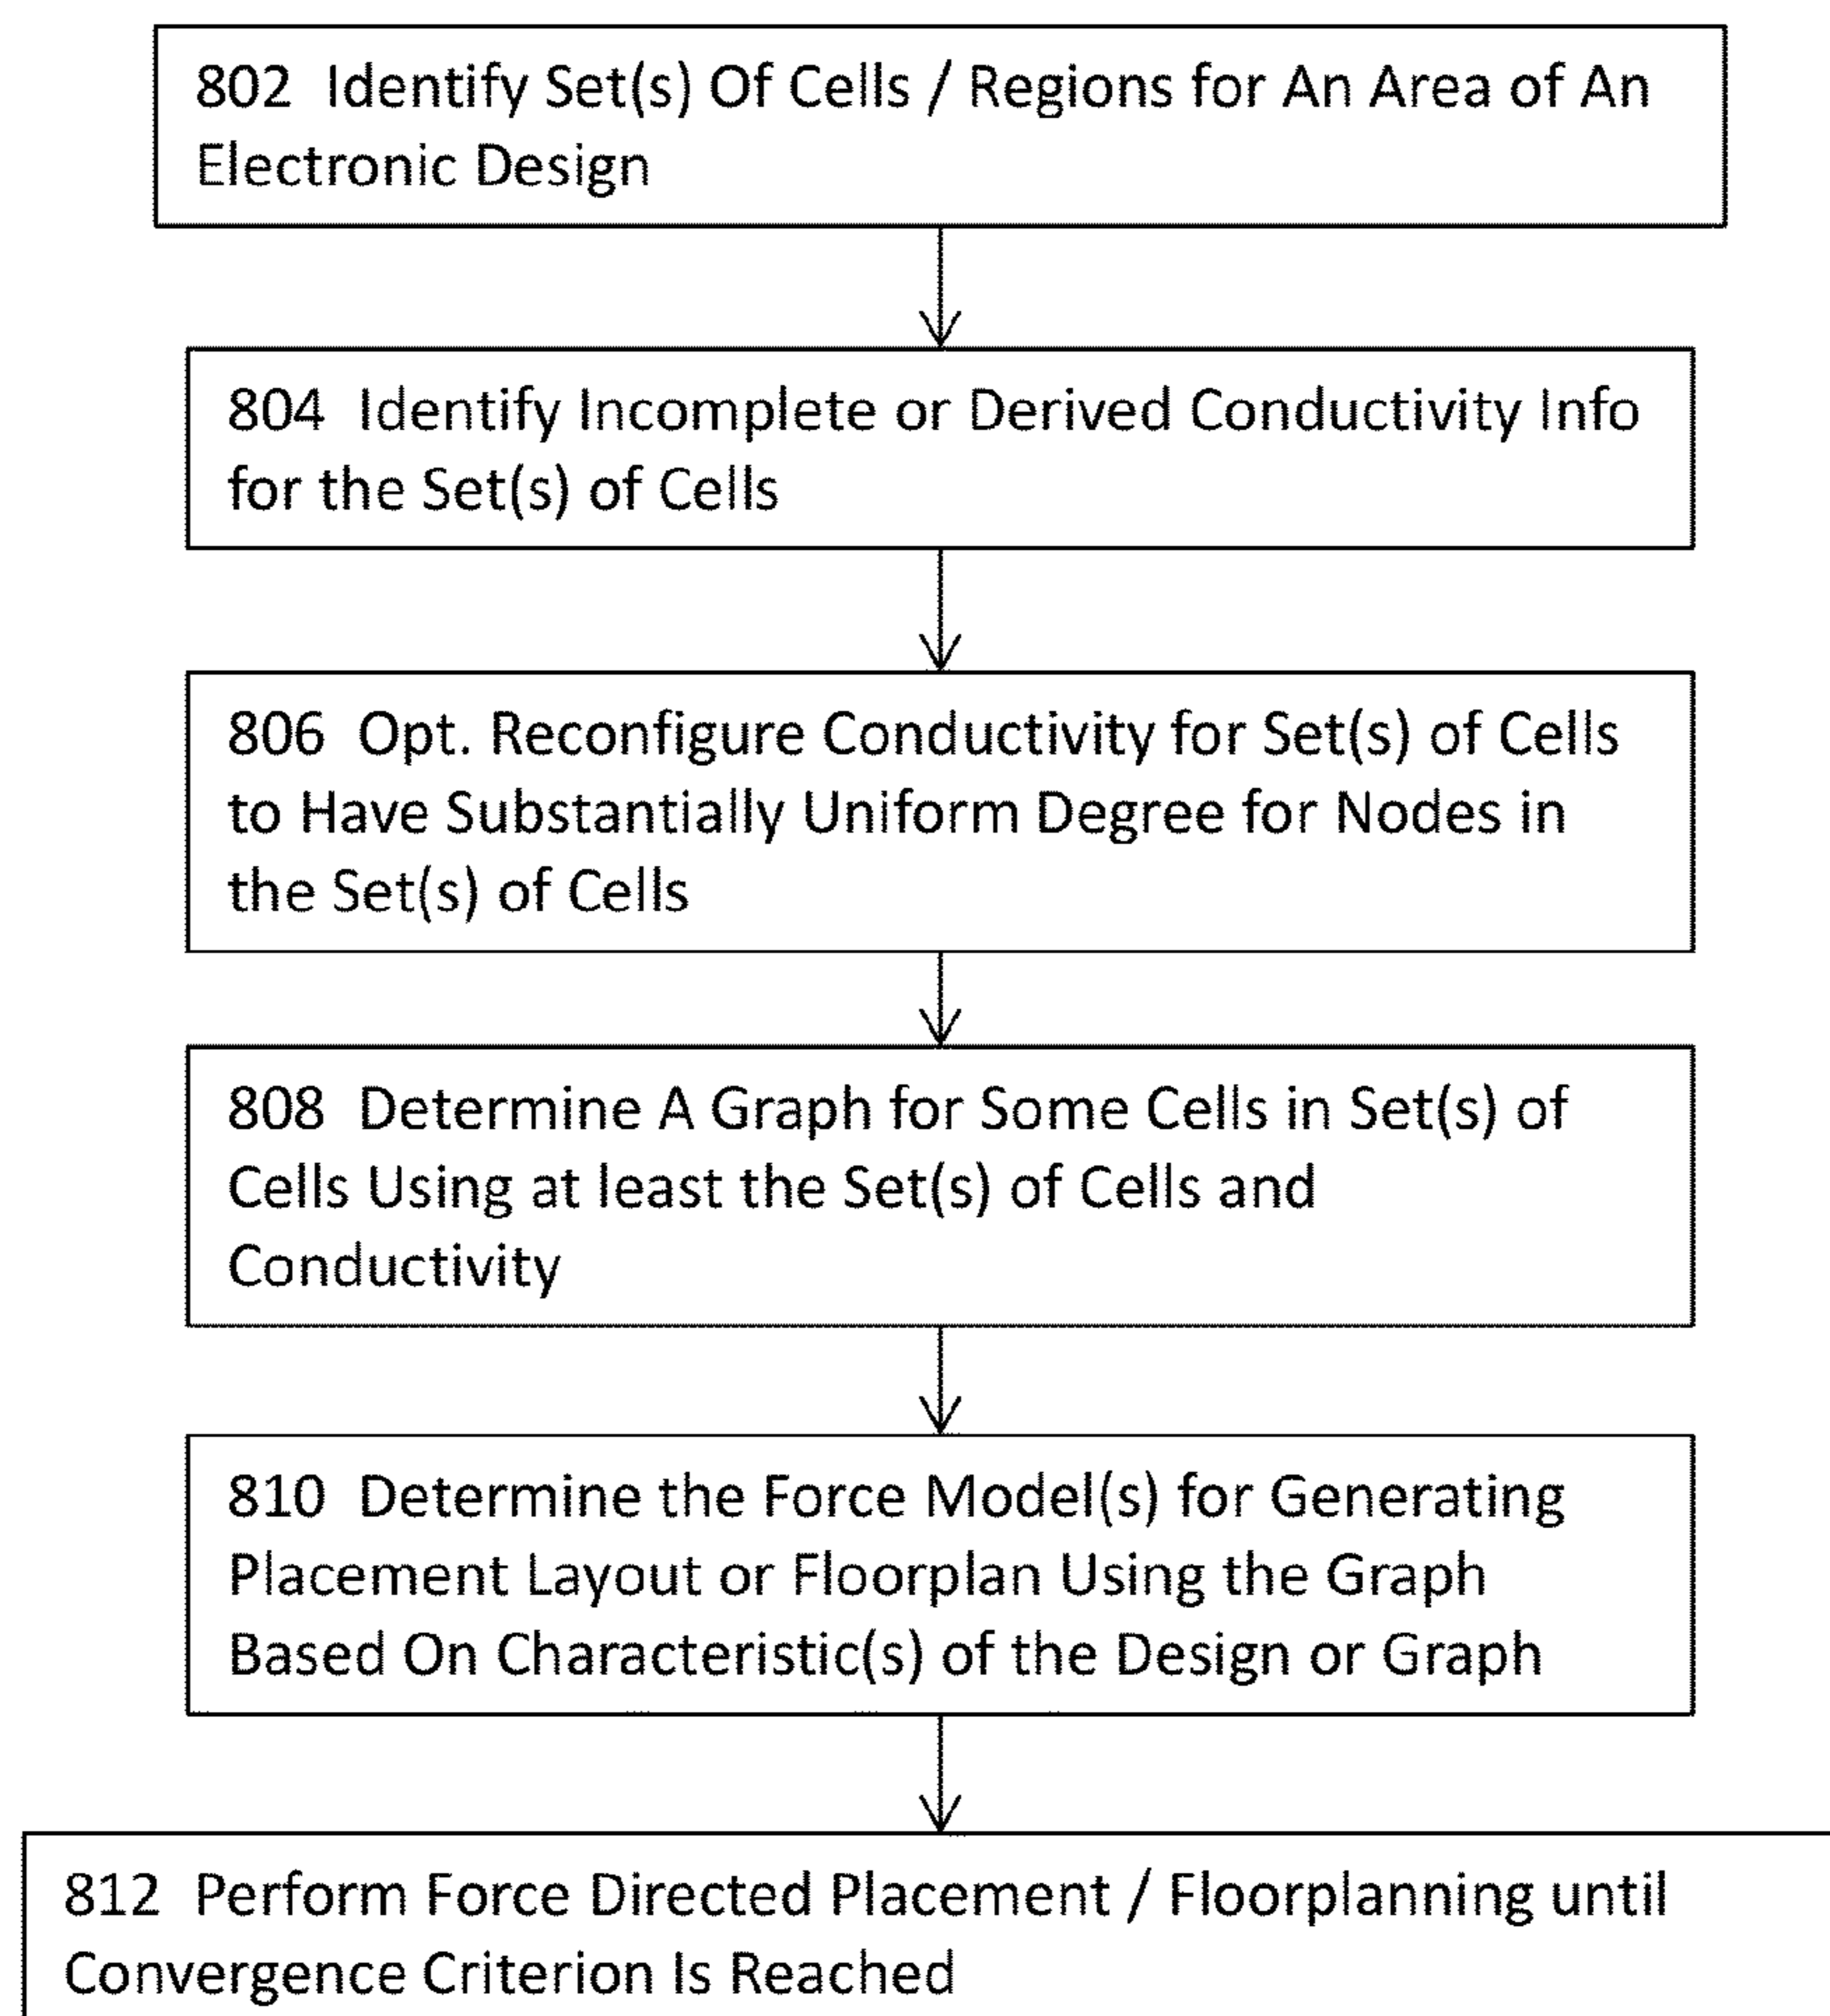 802 Identify Set(s) Of Cells / Regions for An Area of An
Electronic Design
804 Identify Incomplete or Derived Conductivity Info
for the Set(s) of Cells
806 Opt. Reconfigure Conductivity for Set(s) of Cells
to Have Substantially Uniform Degree for Nodes in
the Set(s) of Cells
808 Determine A Graph for Some Cells in Set(s) of
Cells Using at least the Set(s) of Cells and
Conductivity
810 Determine the Force Model(s) for Generating
Placement Layout or Floorplan Using the Graph
Based On Characteristic(s) of the Design or Graph
812 Perform Force Directed Placement / Floorplanning until
Convergence Criterion Is Reached